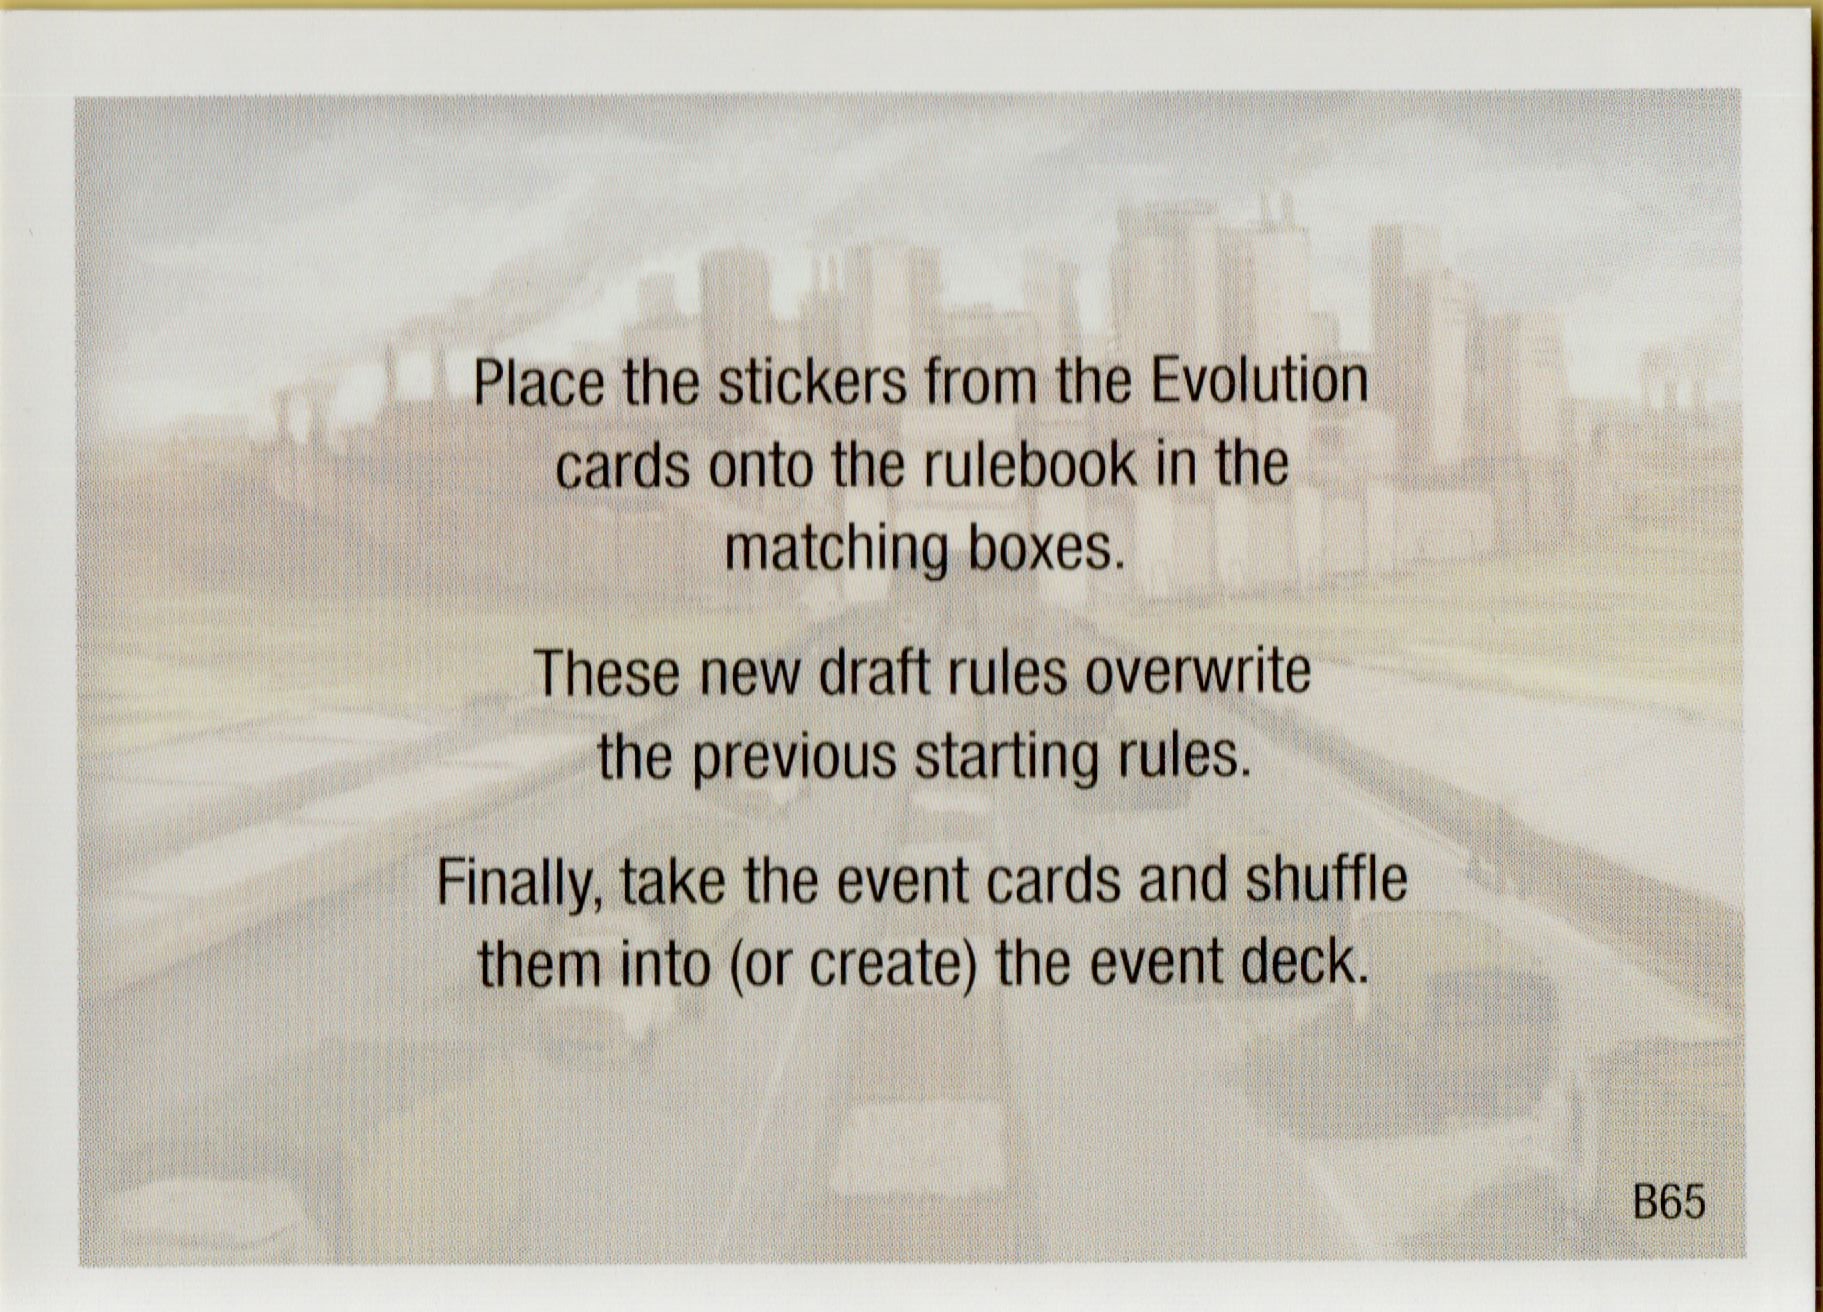 Place the stickers from the Evolution
cards onto the rulebook in the
matching boxes.
These new draft rules overwrite
the previous starting rules.
Finally, take the event cards and shuffle
them into (or create) the event deck.
B65